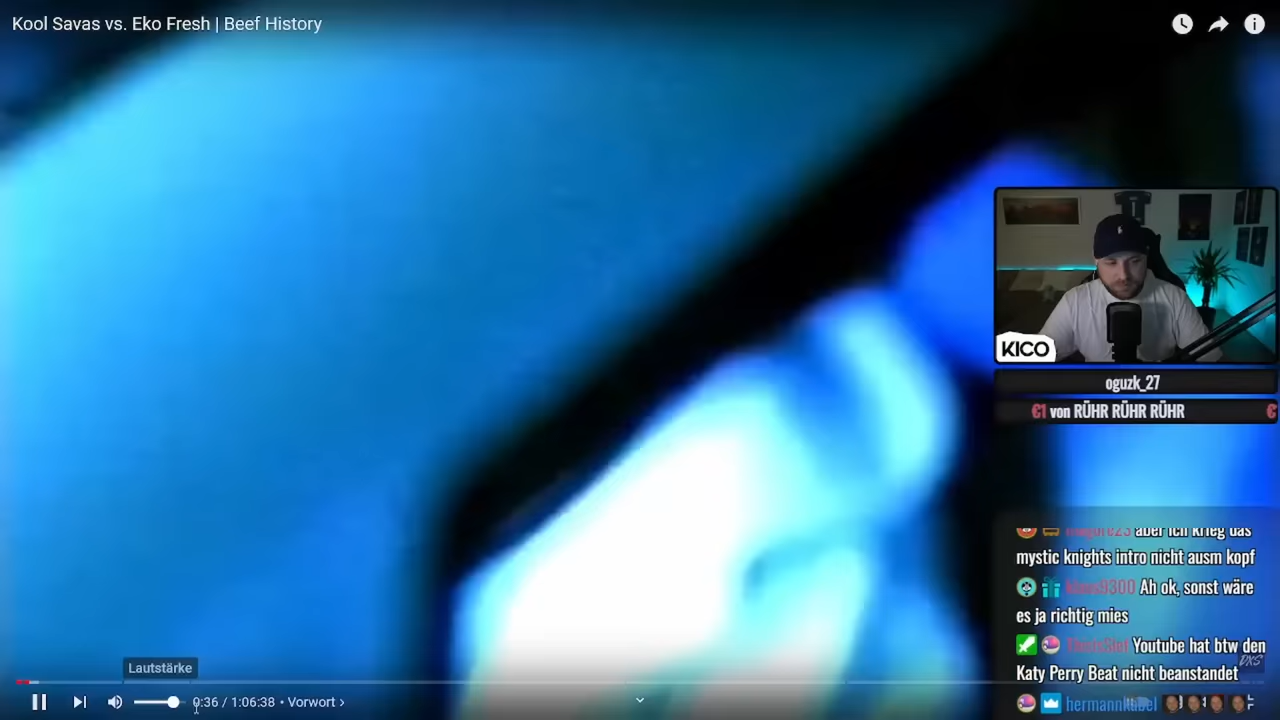 Kool Savas vs. Eko Fresh | Beef History
KICO
oguzk_27
€1 von RÜHR RÜHR RÜHR €
aber ich krieg das
mystic knights intro nicht ausm kopf
Ah ok, sonst wäre
es ja richtig mies
Youtube hat btw den
Katy Perry Beat nicht beanstandet
DXS
Lautstärke
0:36 / 1:06:38 • Vorwort ›